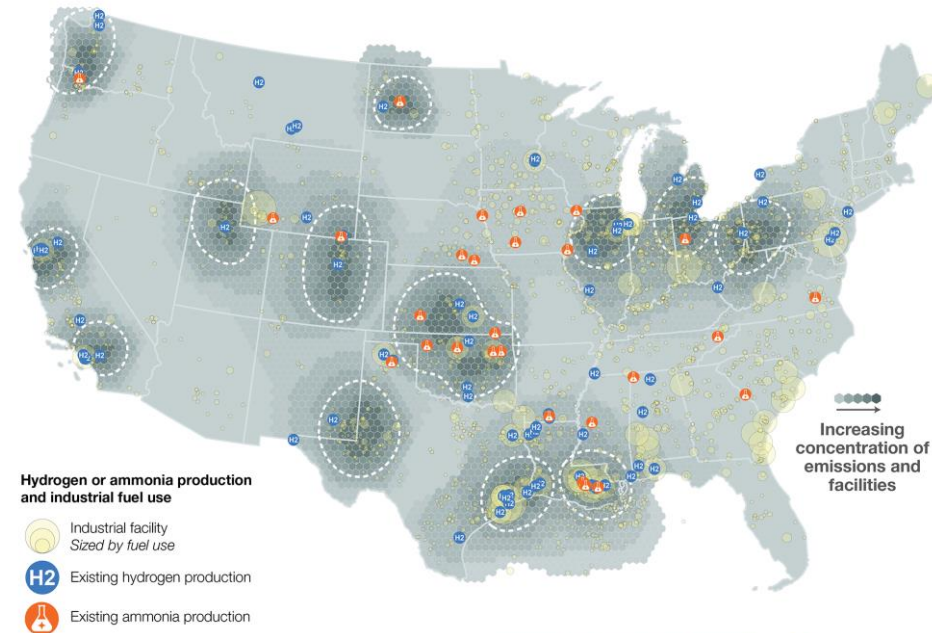 H2
Increasing
concentration of
emissions and
facilities
Hydrogen or ammonia production
and industrial fuel use
Industrial facility
Sized by fuel use
H2 Existing hydrogen production
Existing ammonia production